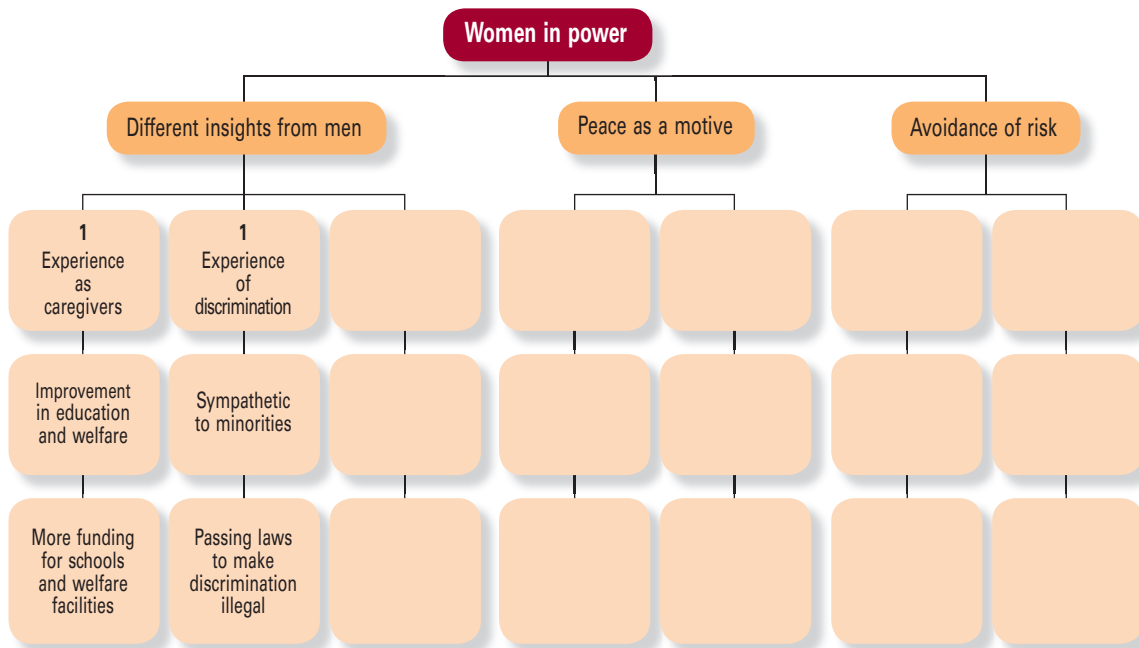 Women in power
Different insights from men
Peace as a motive
Avoidance of risk
1
Experience
as
caregivers
1
Experience
of
discrimination
Improvement
in education
and welfare
Sympathetic
to minorities
More funding
for schools
and welfare
facilities
Passing laws
to make
discrimination
illegal